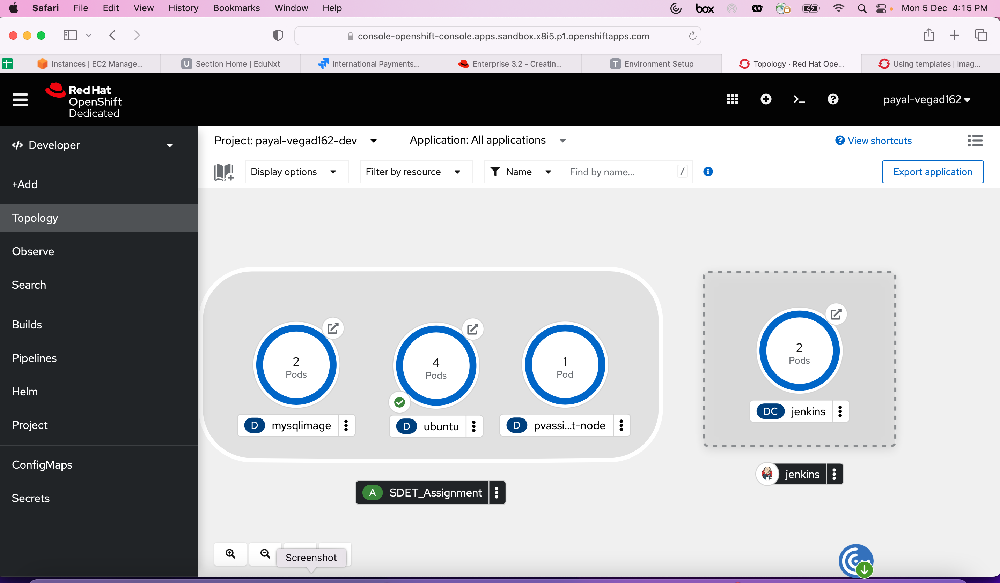 Safari File Edit View History Bookmarks Window Help box Mon 5 Dec 4:15 PM
console-openshift-console.apps.sandbox.x8i5.p1.openshiftapps.com
Instances | EC2 Manage... U Section Home | EduNxt International Payments... Enterprise 3.2 - Creatin... T Environment Setup Topology · Red Hat Ope... Using templates | Imag...
Red Hat
OpenShift
Dedicated
payal-vegad162
Developer
Project: payal-vegad162-dev Application: All applications View shortcuts
Display options Filter by resource Name Find by name... / Export application
+Add
Topology
Observe
Search
Builds
Pipelines
Helm
Project
ConfigMaps
Secrets
2
Pods
4
Pods
1
Pod
2
Pods
D mysqlimage
D ubuntu
D pvassi...t-node
DC jenkins
jenkins
A SDET_Assignment
Screenshot